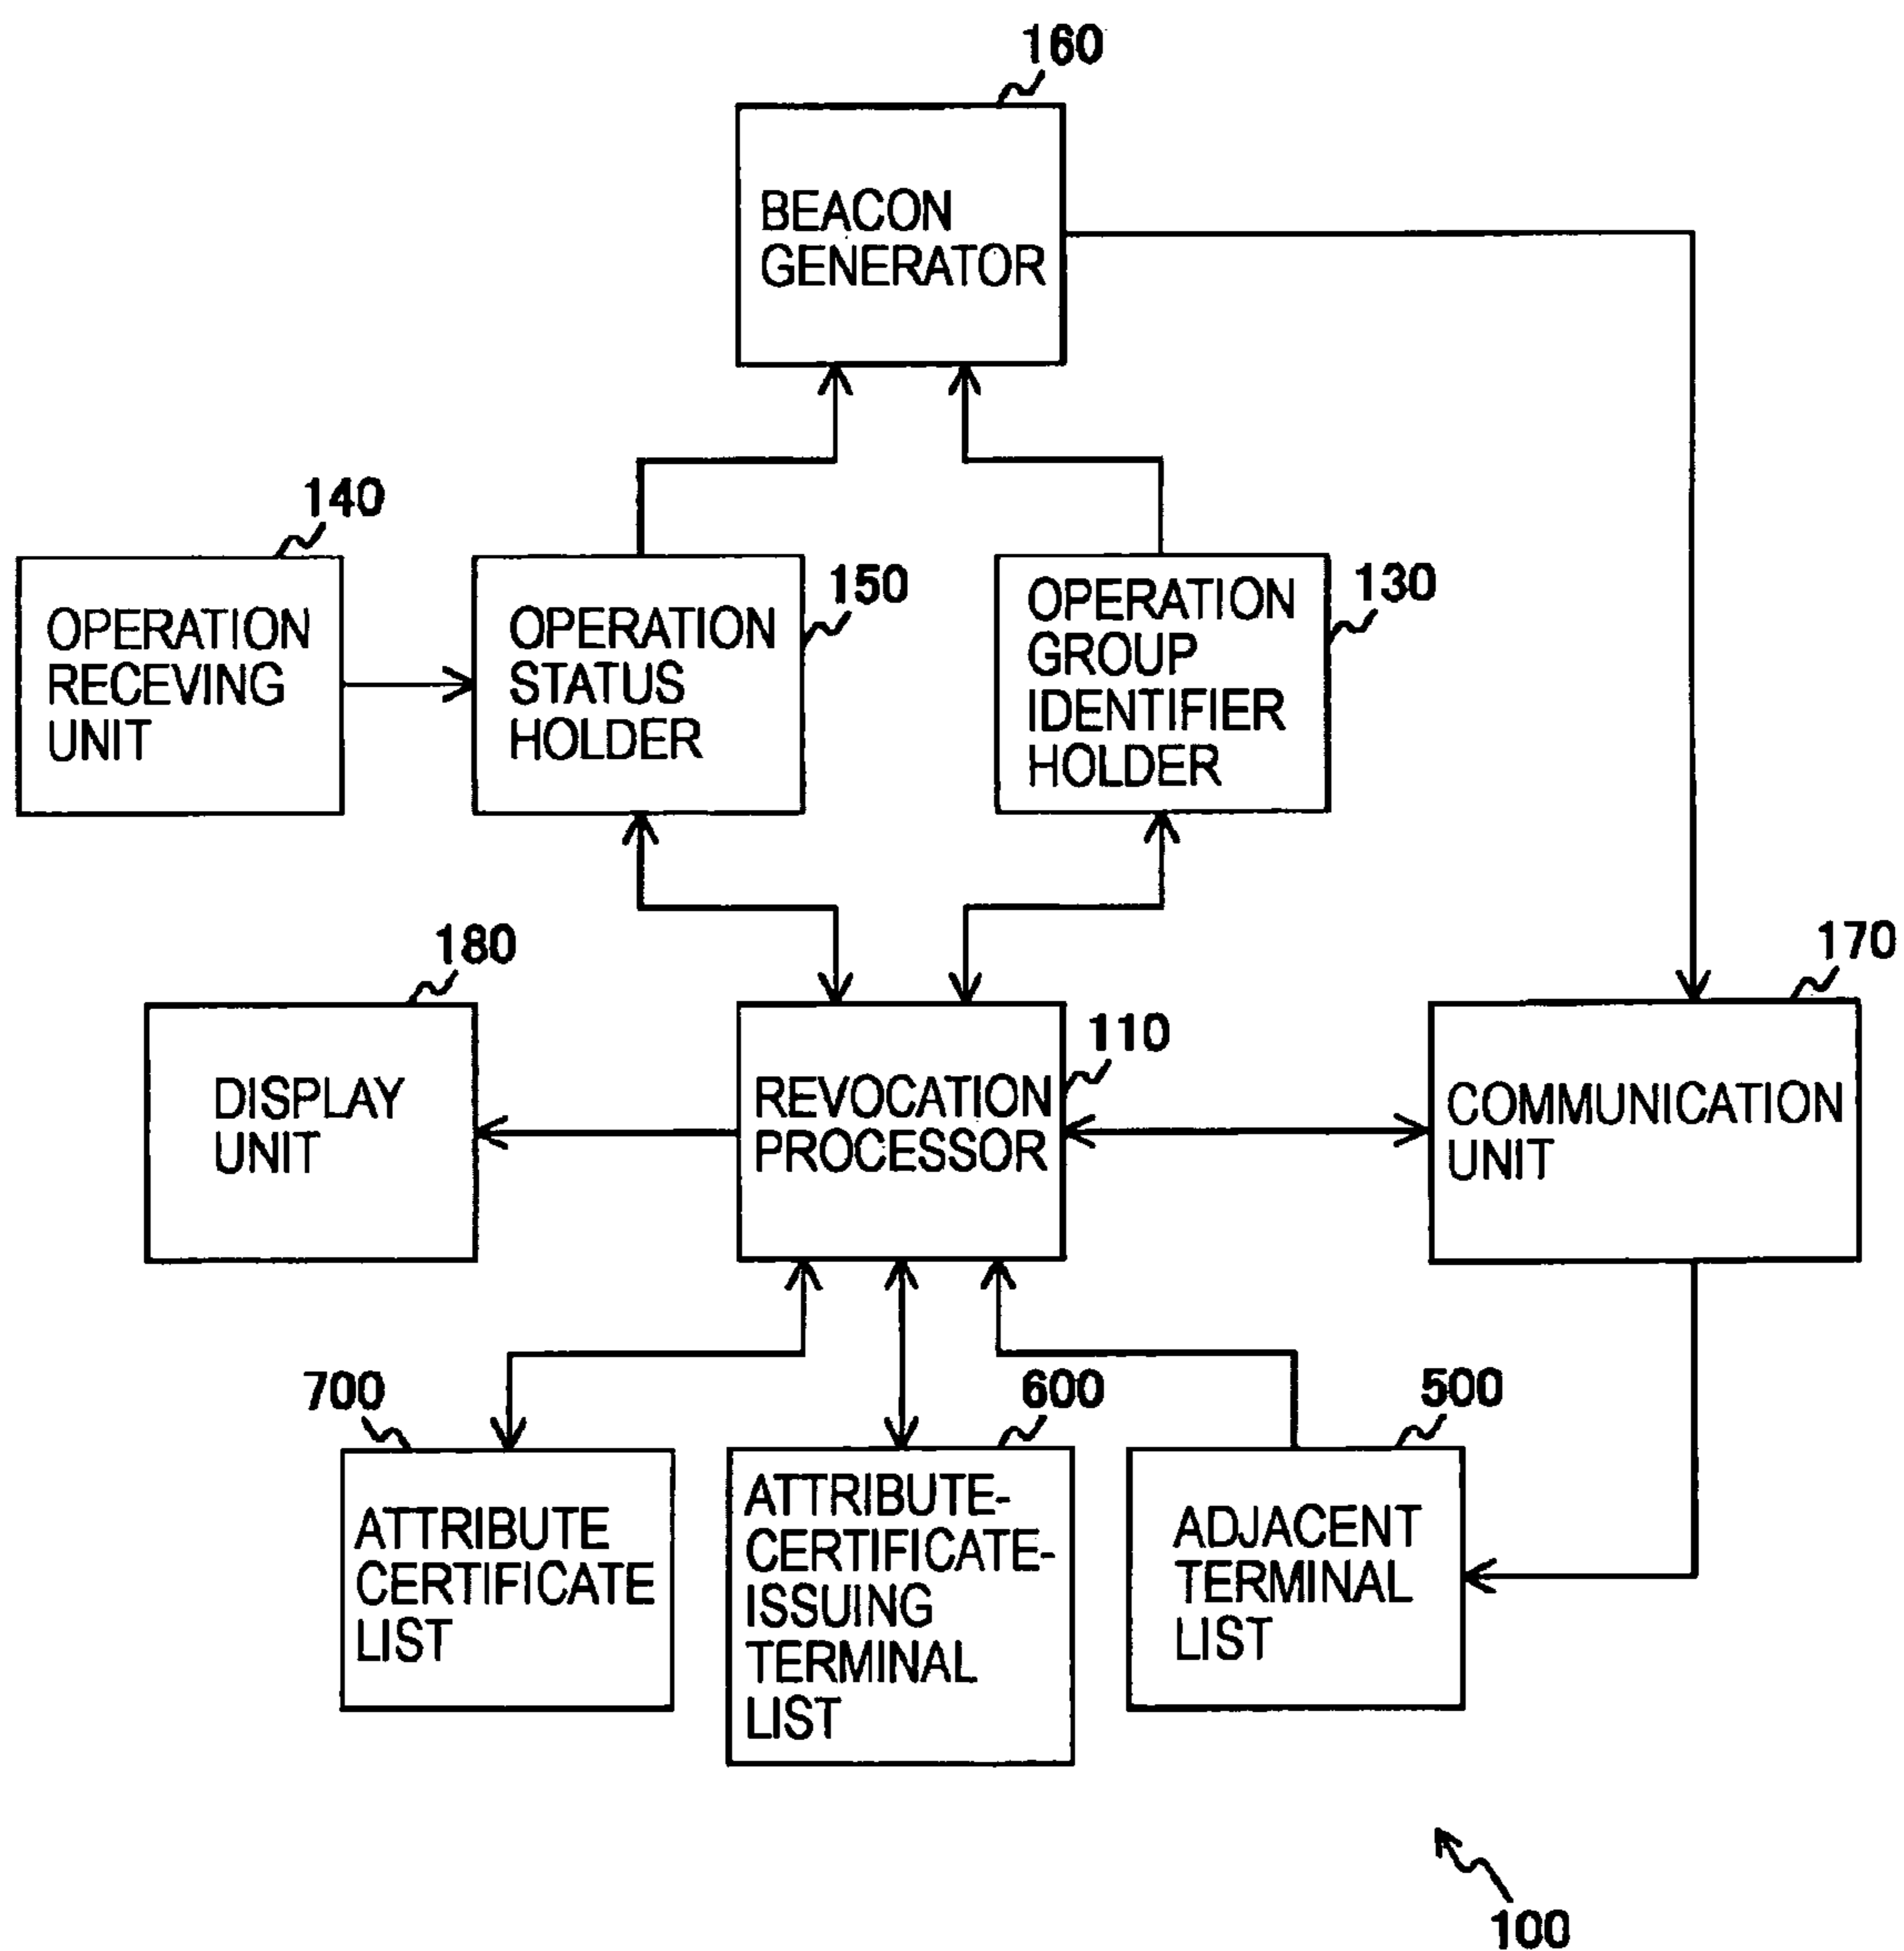 160
BEACON
GENERATOR
140
OPERATION
RECEVING
UNIT
150
OPERATION
STATUS
HOLDER
130
OPERATION
GROUP
IDENTIFIER
HOLDER
180
DISPLAY
UNIT
110
REVOCATION
PROCESSOR
170
COMMUNICATION
UNIT
700
ATTRIBUTE
CERTIFICATE
LIST
600
ATTRIBUTE-
CERTIFICATE-
ISSUING
TERMINAL
LIST
500
ADJACENT
TERMINAL
LIST
100